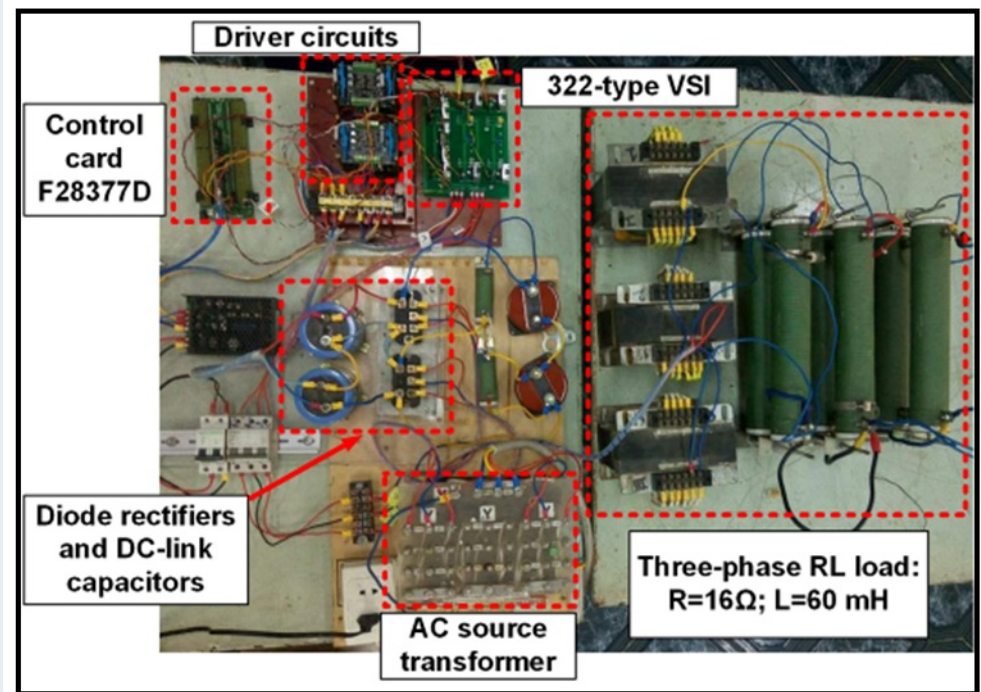 Driver circuits
322-type VSI
Control
card
F28377D
Diode rectifiers
and DC-link
capacitors
Y
AC source
transformer
Three-phase RL load:
R=16Ω; L=60 mH